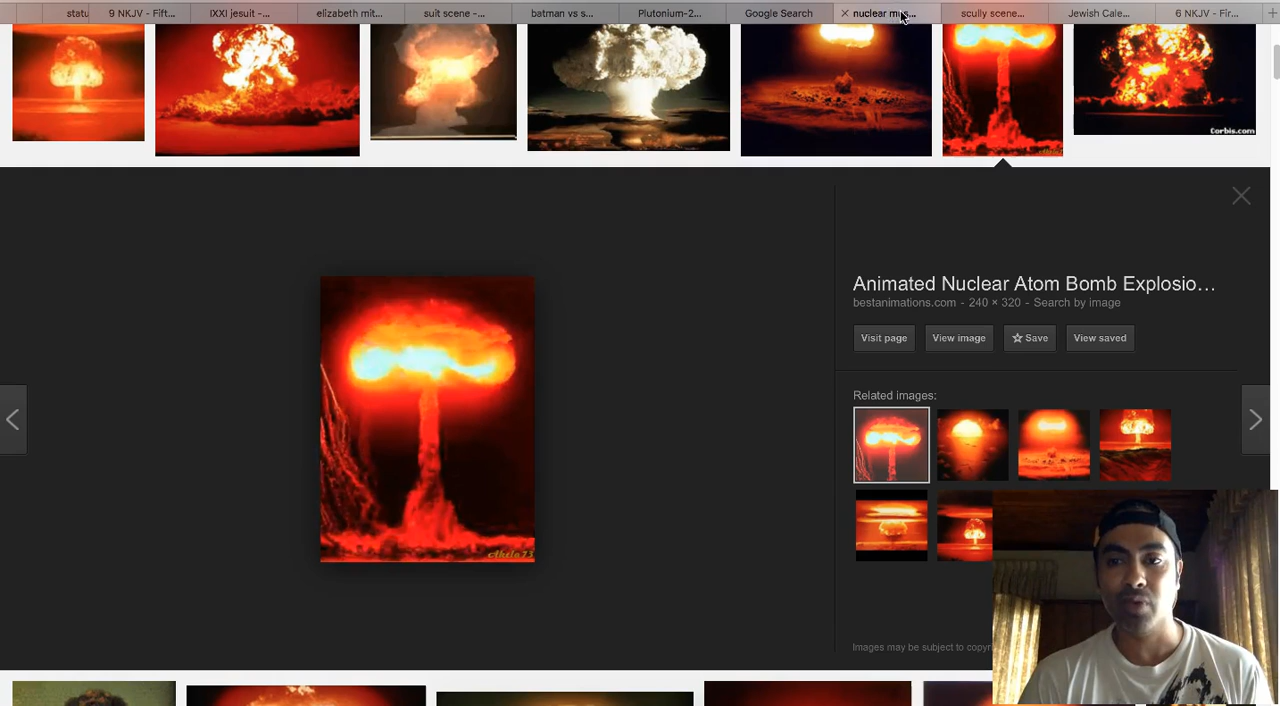 statu
9 NKJV - Fift...
IXXI jesuit -...
elizabeth mit...
suit scene -...
batman vs s...
Plutonium-2...
Google Search
nuclear mus...
scully scene...
Jewish Cale...
6 NKJV - Fir...
Corbis.com
Animated Nuclear Atom Bomb Explosio...
bestanimations.com - 240 × 320 - Search by image
Visit page
View image
Save
View saved
Related images:
Images may be subject to copyr